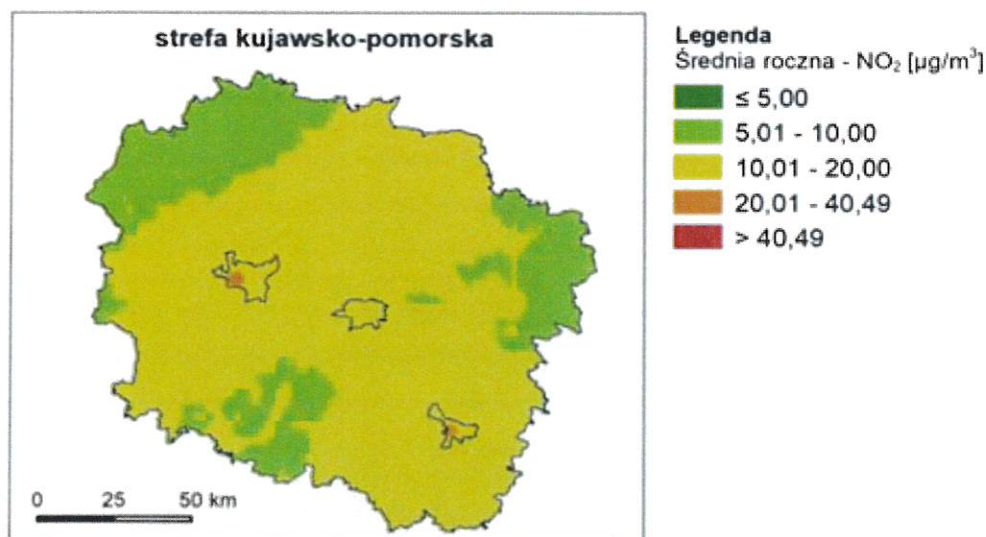 strefa kujawsko-pomorska
0 25 50 km
Legenda
Średnia roczna - NO₂ [µg/m³]
≤ 5,00
5,01 - 10,00
10,01 - 20,00
20,01 - 40,49
> 40,49